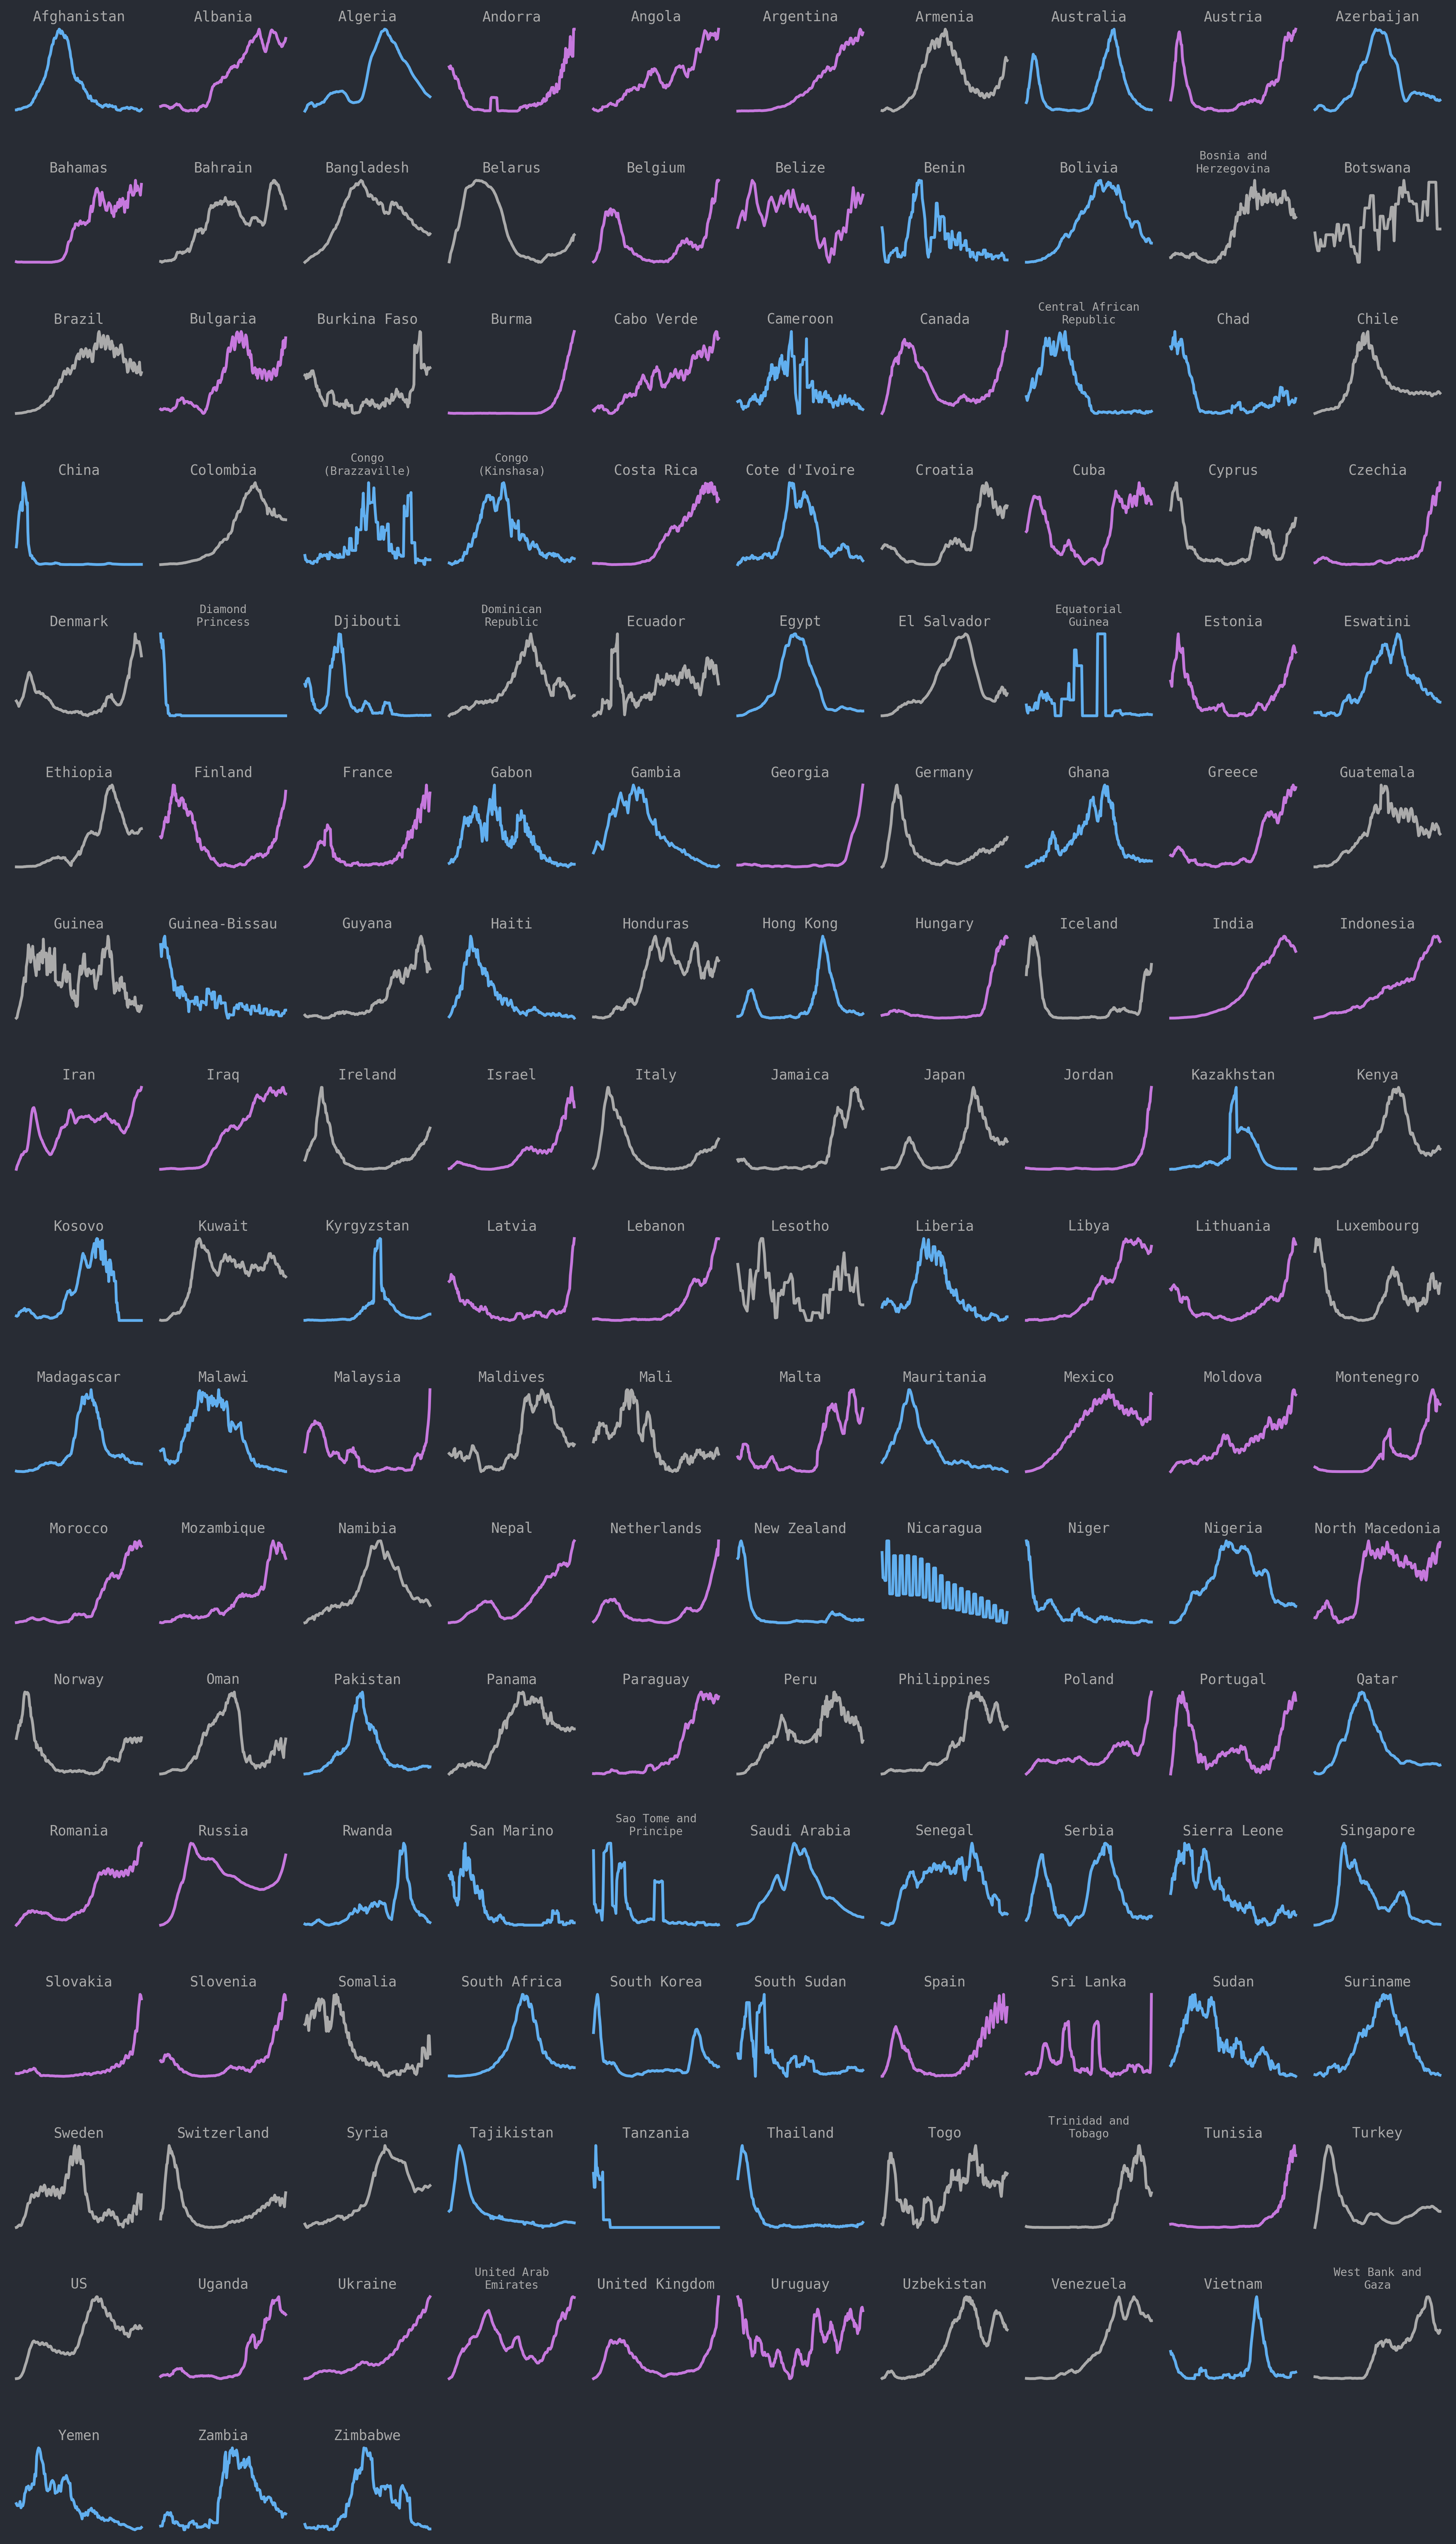 Afghanistan
Albania
Algeria
Andorra
Angola
Argentina
Armenia
Australia
Austria
Azerbaijan
Bahamas
Bahrain
Bangladesh
Belarus
Belgium
Belize
Benin
Bolivia
Bosnia and
Herzegovina
Botswana
Brazil
Bulgaria
Burkina Faso
Burma
Cabo Verde
Cameroon
Canada
Central African
Republic
Chad
Chile
China
Colombia
Congo
(Brazzaville)
Congo
(Kinshasa)
Costa Rica
Cote d'Ivoire
Croatia
Cuba
Cyprus
Czechia
Denmark
Diamond
Princess
Djibouti
Dominican
Republic
Ecuador
Egypt
El Salvador
Equatorial
Guinea
Estonia
Eswatini
Ethiopia
Finland
France
Gabon
Gambia
Georgia
Germany
Ghana
Greece
Guatemala
Guinea
Guinea-Bissau
Guyana
Haiti
Honduras
Hong Kong
Hungary
Iceland
India
Indonesia
Iran
Iraq
Ireland
Israel
Italy
Jamaica
Japan
Jordan
Kazakhstan
Kenya
Kosovo
Kuwait
Kyrgyzstan
Latvia
Lebanon
Lesotho
Liberia
Libya
Lithuania
Luxembourg
Madagascar
Malawi
Malaysia
Maldives
Mali
Malta
Mauritania
Mexico
Moldova
Montenegro
Morocco
Mozambique
Namibia
Nepal
Netherlands
New Zealand
Nicaragua
Niger
Nigeria
North Macedonia
Norway
Oman
Pakistan
Panama
Paraguay
Peru
Philippines
Poland
Portugal
Qatar
Romania
Russia
Rwanda
San Marino
Sao Tome and
Principe
Saudi Arabia
Senegal
Serbia
Sierra Leone
Singapore
Slovakia
Slovenia
Somalia
South Africa
South Korea
South Sudan
Spain
Sri Lanka
Sudan
Suriname
Sweden
Switzerland
Syria
Tajikistan
Tanzania
Thailand
Togo
Trinidad and
Tobago
Tunisia
Turkey
US
Uganda
Ukraine
United Arab
Emirates
United Kingdom
Uruguay
Uzbekistan
Venezuela
Vietnam
West Bank and
Gaza
Yemen
Zambia
Zimbabwe